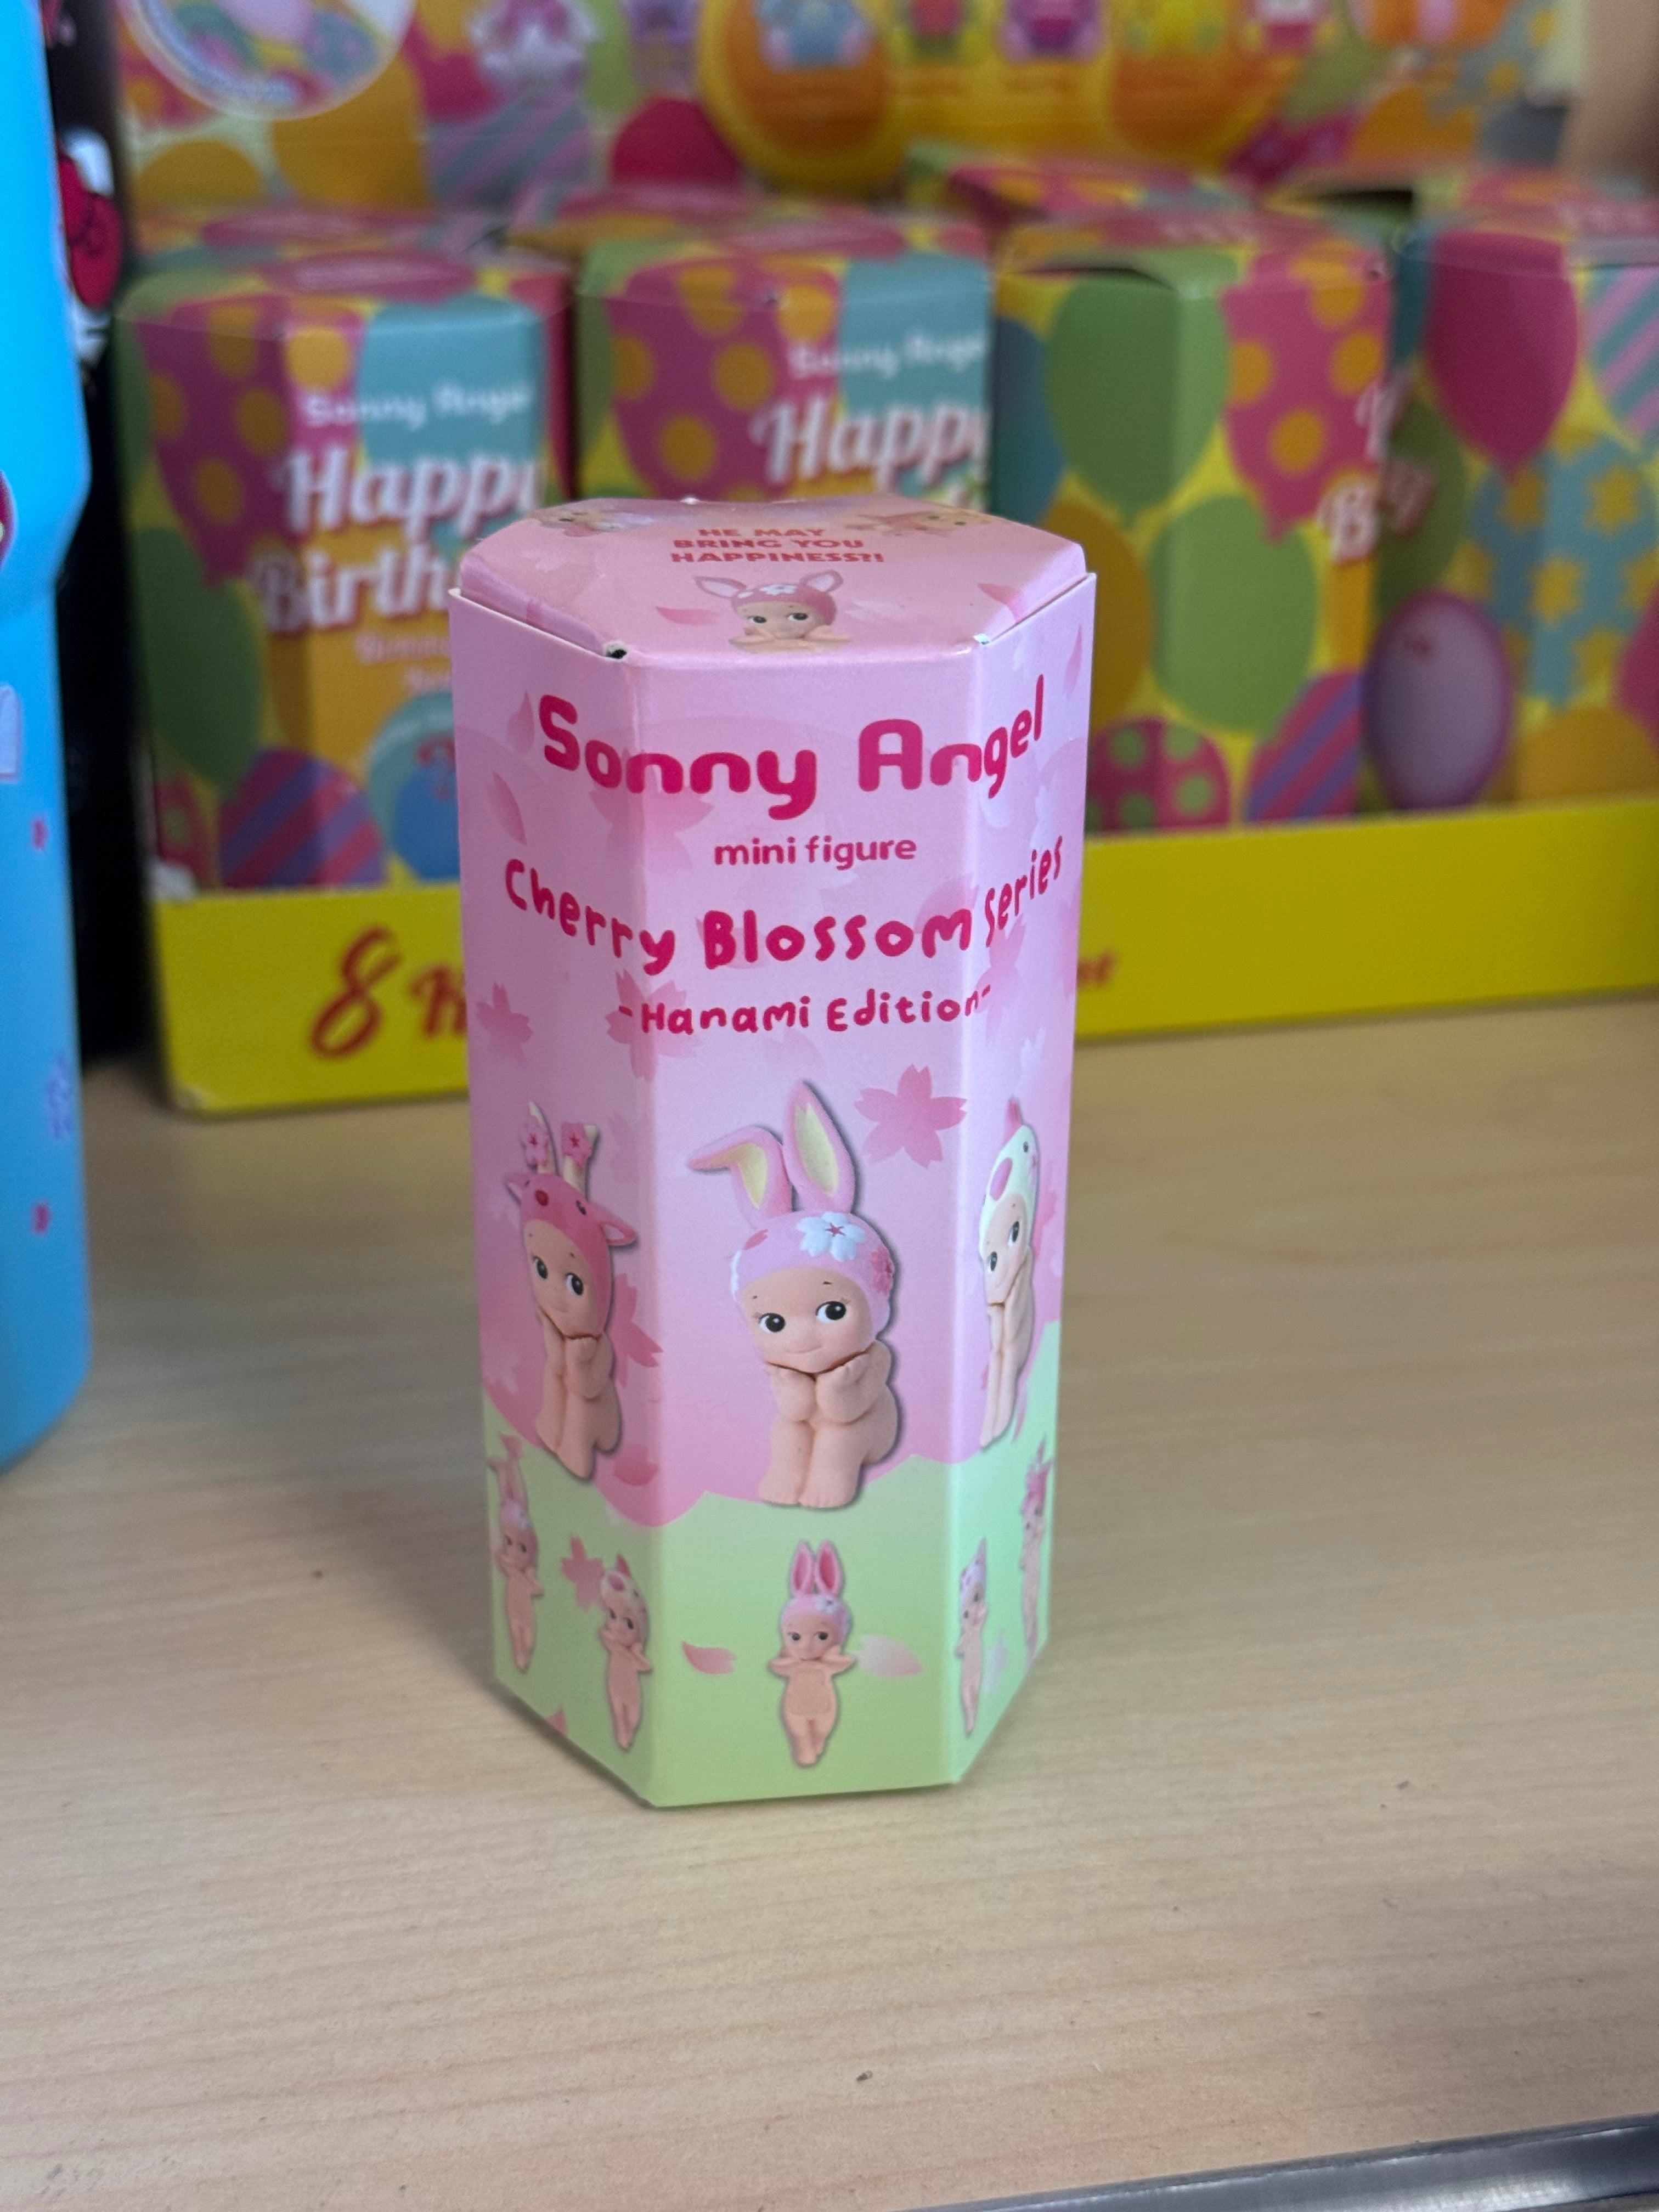 HE MAY
BRING YOU
HAPPINESS?!
Sonny Angel
mini figure
Cherry Blossom Series
-Hanami Edition-
Sonny Angel
Happy
Sonny Angel
Happy
8